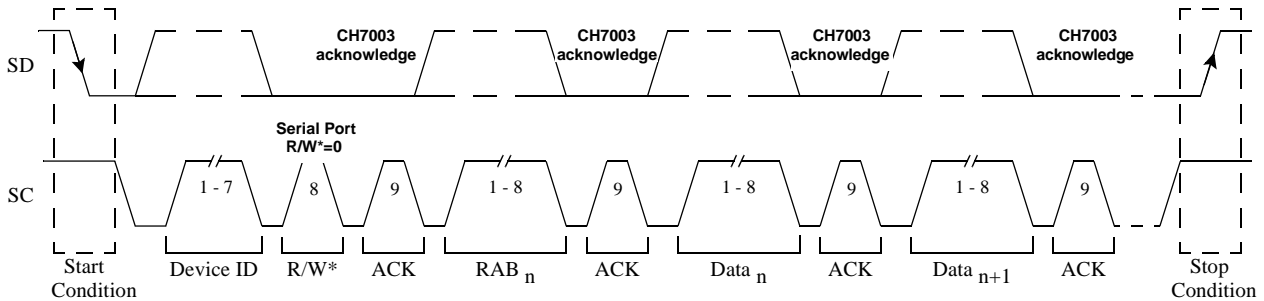 CH7003 acknowledge
CH7003 acknowledge
CH7003 acknowledge
CH7003 acknowledge
SD
Serial Port
R/W*=0
SC
1 - 7
8
9
1 - 8
9
1 - 8
9
1 - 8
9
Start Condition
Device ID
R/W*
ACK
RAB n
ACK
Data n
ACK
Data n+1
ACK
Stop Condition